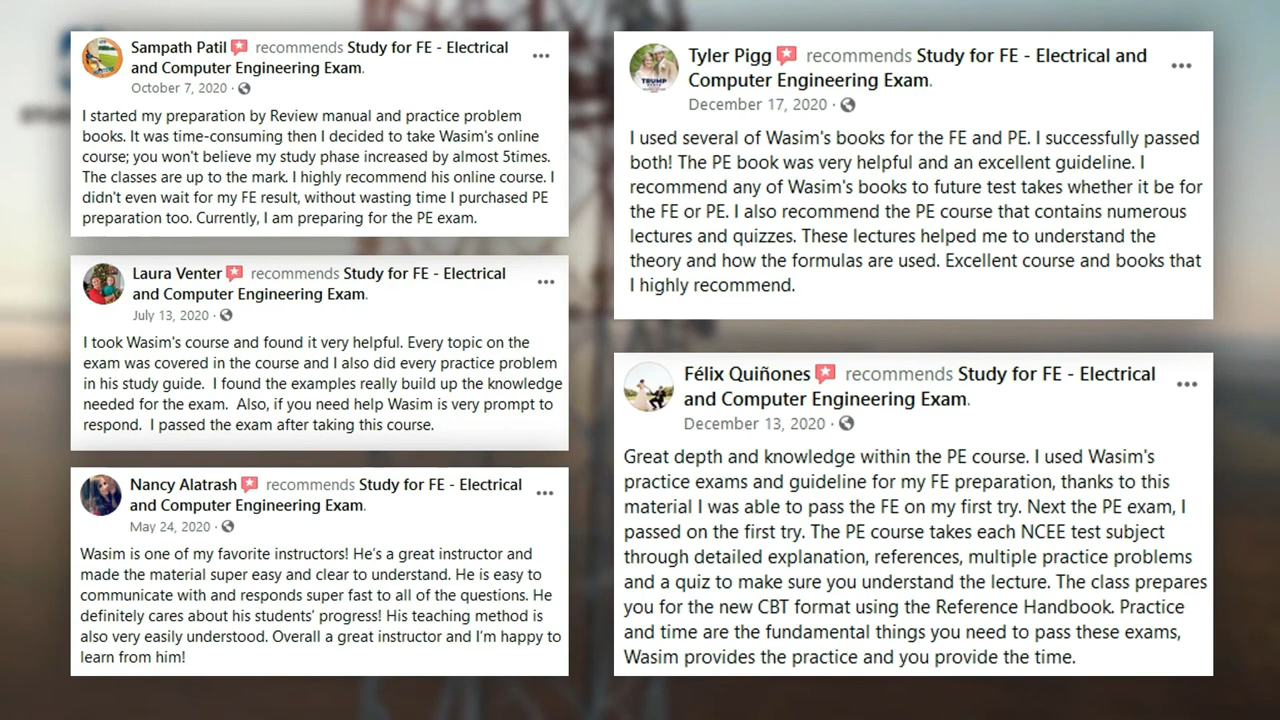 Sampath Patil recommends Study for FE - Electrical
and Computer Engineering Exam.
October 7, 2020 ·
I started my preparation by Review manual and practice problem
books. It was time-consuming then I decided to take Wasim's online
course; you won't believe my study phase increased by almost 5times.
The classes are up to the mark. I highly recommend his online course. I
didn't even wait for my FE result, without wasting time I purchased PE
preparation too. Currently, I am preparing for the PE exam.
Laura Venter recommends Study for FE - Electrical
and Computer Engineering Exam.
July 13, 2020 ·
I took Wasim's course and found it very helpful. Every topic on the
exam was covered in the course and I also did every practice problem
in his study guide. I found the examples really build up the knowledge
needed for the exam. Also, if you need help Wasim is very prompt to
respond. I passed the exam after taking this course.
Nancy Alatrash recommends Study for FE - Electrical
and Computer Engineering Exam.
May 24, 2020 ·
Wasim is one of my favorite instructors! He's a great instructor and
made the material super easy and clear to understand. He is easy to
communicate with and responds super fast to all of the questions. He
definitely cares about his students' progress! His teaching method is
also very easily understood. Overall a great instructor and I'm happy to
learn from him!
Tyler Pigg recommends Study for FE - Electrical and
Computer Engineering Exam.
December 17, 2020 ·
TRUMP
I used several of Wasim's books for the FE and PE. I successfully passed
both! The PE book was very helpful and an excellent guideline. I
recommend any of Wasim's books to future test takes whether it be for
the FE or PE. I also recommend the PE course that contains numerous
lectures and quizzes. These lectures helped me to understand the
theory and how the formulas are used. Excellent course and books that
I highly recommend.
Félix Quiñones recommends Study for FE - Electrical
and Computer Engineering Exam.
December 13, 2020 ·
Great depth and knowledge within the PE course. I used Wasim's
practice exams and guideline for my FE preparation, thanks to this
material I was able to pass the FE on my first try. Next the PE exam, I
passed on the first try. The PE course takes each NCEE test subject
through detailed explanation, references, multiple practice problems
and a quiz to make sure you understand the lecture. The class prepares
you for the new CBT format using the Reference Handbook. Practice
and time are the fundamental things you need to pass these exams,
Wasim provides the practice and you provide the time.